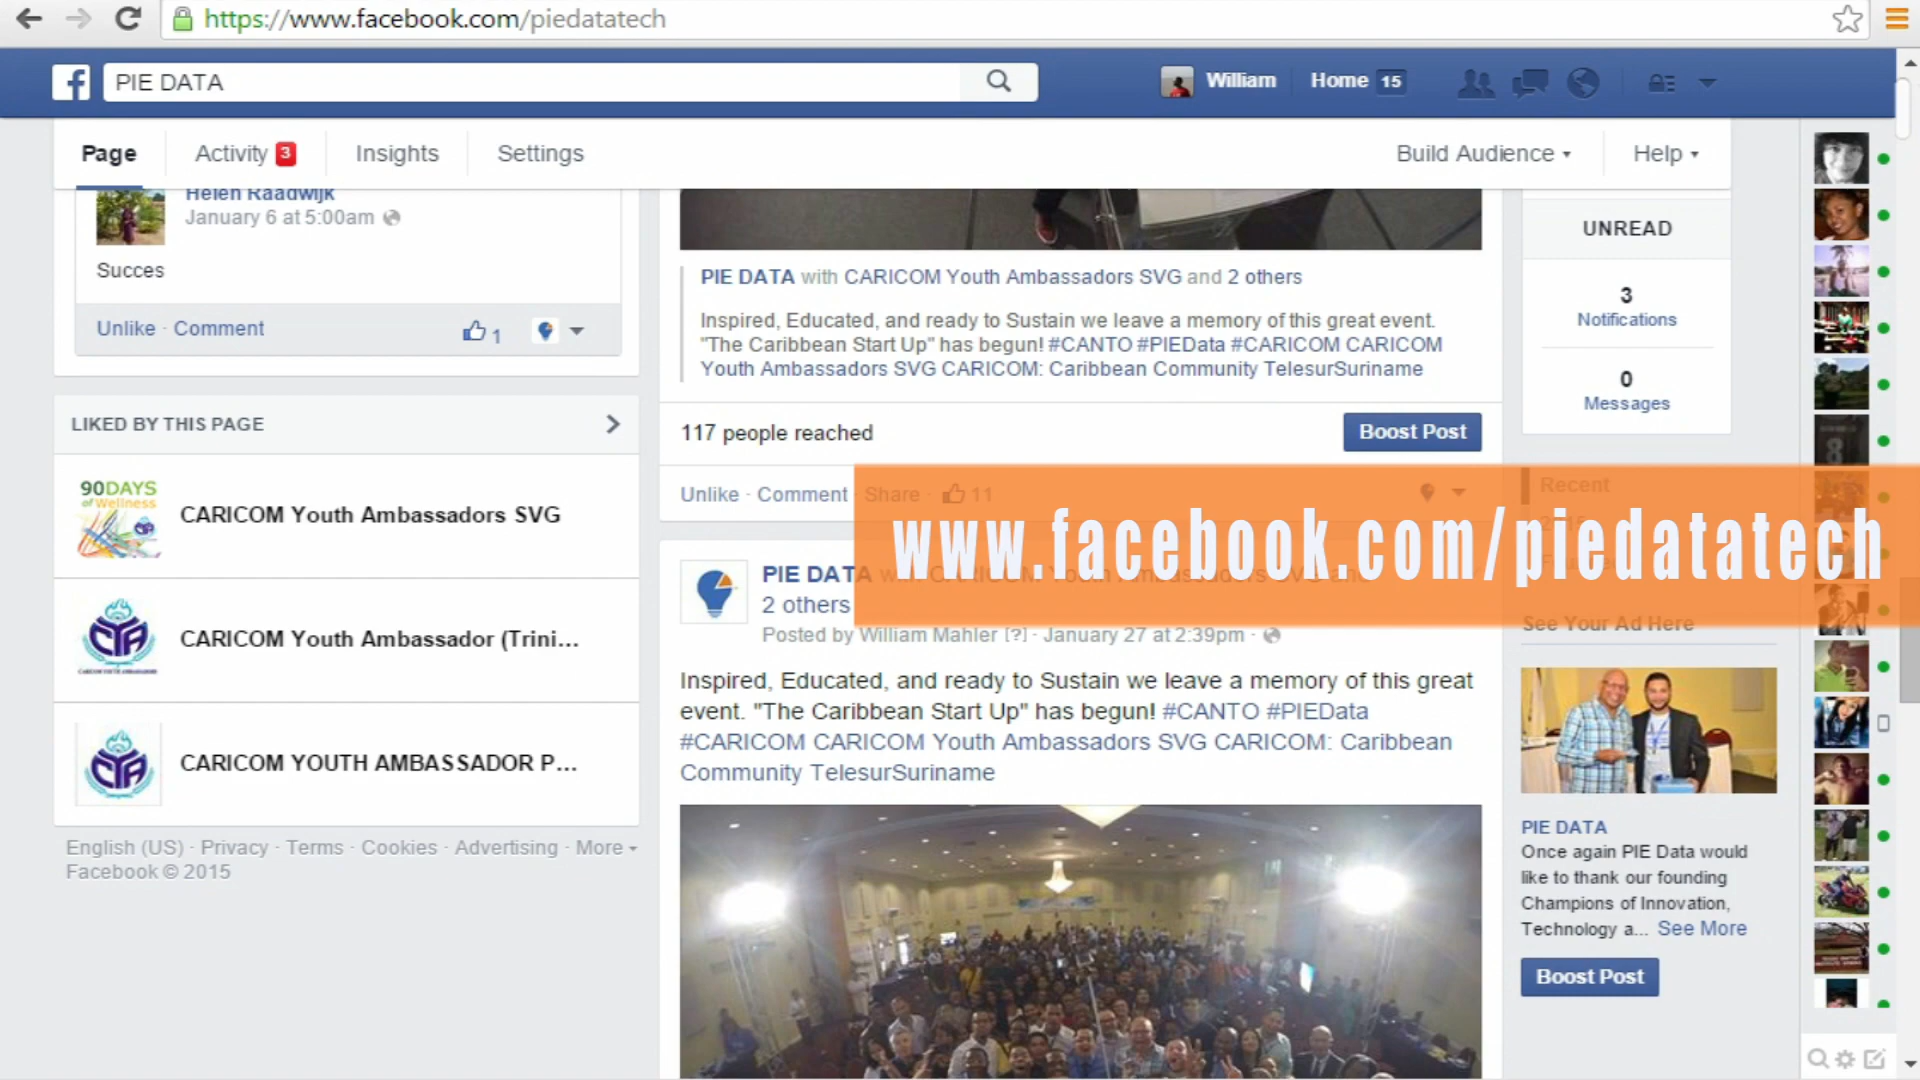 https://www.facebook.com/piedatatech
PIE DATA
William
Home 15
Page
Activity 3
Insights
Settings
Build Audience
Help
Helen Raadwijk
January 6 at 5:00am
Succes
Unlike · Comment
1
LIKED BY THIS PAGE
90DAYS
of Wellness
CARICOM Youth Ambassadors SVG
CARICOM Youth Ambassador (Trini...
CARICOM YOUTH AMBASSADOR P...
English (US) · Privacy · Terms · Cookies · Advertising · More
Facebook © 2015
PIE DATA with CARICOM Youth Ambassadors SVG and 2 others
Inspired, Educated, and ready to Sustain we leave a memory of this great event.
"The Caribbean Start Up" has begun! #CANTO #PIEData #CARICOM CARICOM
Youth Ambassadors SVG CARICOM: Caribbean Community TelesurSuriname
117 people reached
Boost Post
Unlike · Comment · Share · 11
www.facebook.com/piedatatech
PIE DATA with CARICOM Youth Ambassadors SVG and
2 others
Posted by William Mahler [?] · January 27 at 2:39pm ·
Inspired, Educated, and ready to Sustain we leave a memory of this great
event. "The Caribbean Start Up" has begun! #CANTO #PIEData
#CARICOM CARICOM Youth Ambassadors SVG CARICOM: Caribbean
Community TelesurSuriname
UNREAD
3
Notifications
0
Messages
Recent
See Your Ad Here
PIE DATA
Once again PIE Data would
like to thank our founding
Champions of Innovation,
Technology a... See More
Boost Post